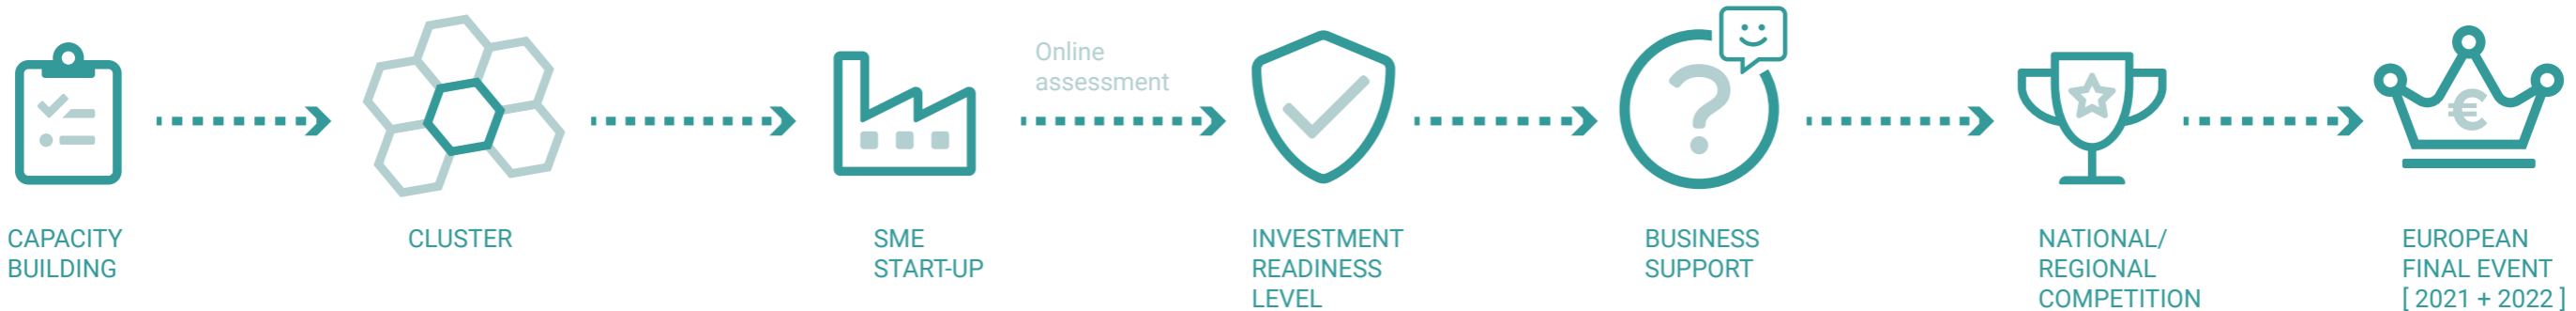 Online
assessment
CAPACITY
BUILDING
CLUSTER
SME
START-UP
INVESTMENT
READINESS
LEVEL
BUSINESS
SUPPORT
NATIONAL/
REGIONAL
COMPETITION
EUROPEAN
FINAL EVENT
[ 2021 + 2022 ]